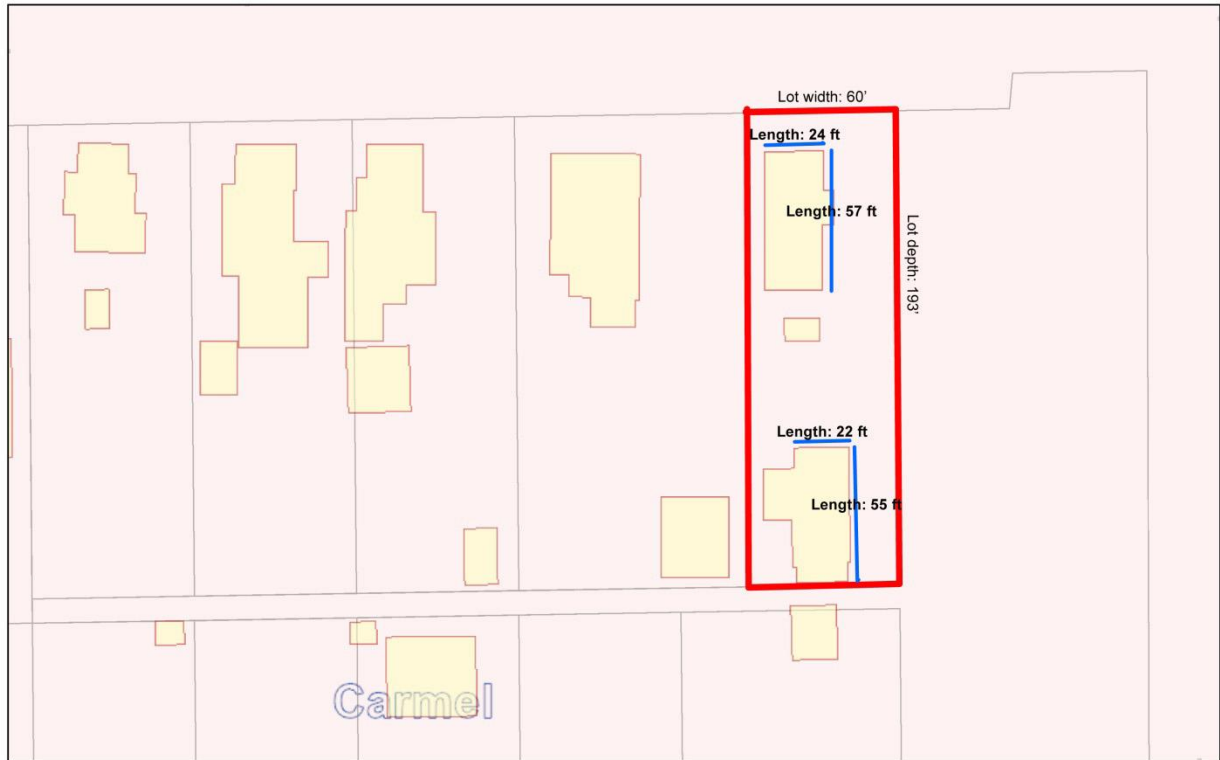 Lot width: 60’
Length: 24 ft
Length: 57 ft
Lot depth: 193’
Length: 22 ft
Length: 55 ft
Carmel